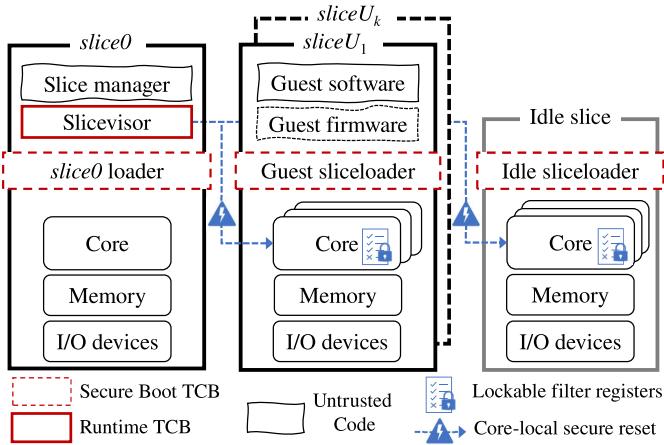 sliceUk
slice0
sliceU1
Slice manager
Guest software
Slicevisor
Guest firmware
Idle slice
slice0 loader
Guest sliceloader
Idle sliceloader
Core
Core
Core
Memory
Memory
Memory
I/O devices
I/O devices
I/O devices
Secure Boot TCB
Runtime TCB
Untrusted
Code
Lockable filter registers
Core-local secure reset